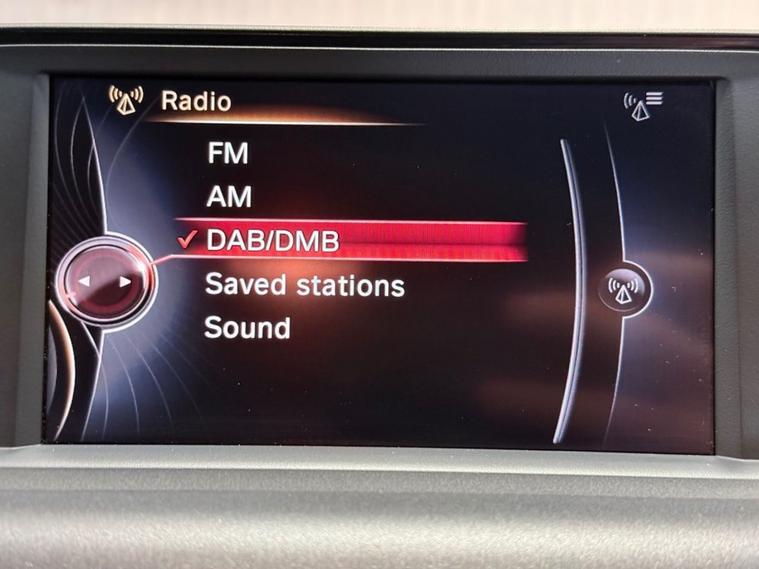 Radio
FM
AM
DAB/DMB
Saved stations
Sound